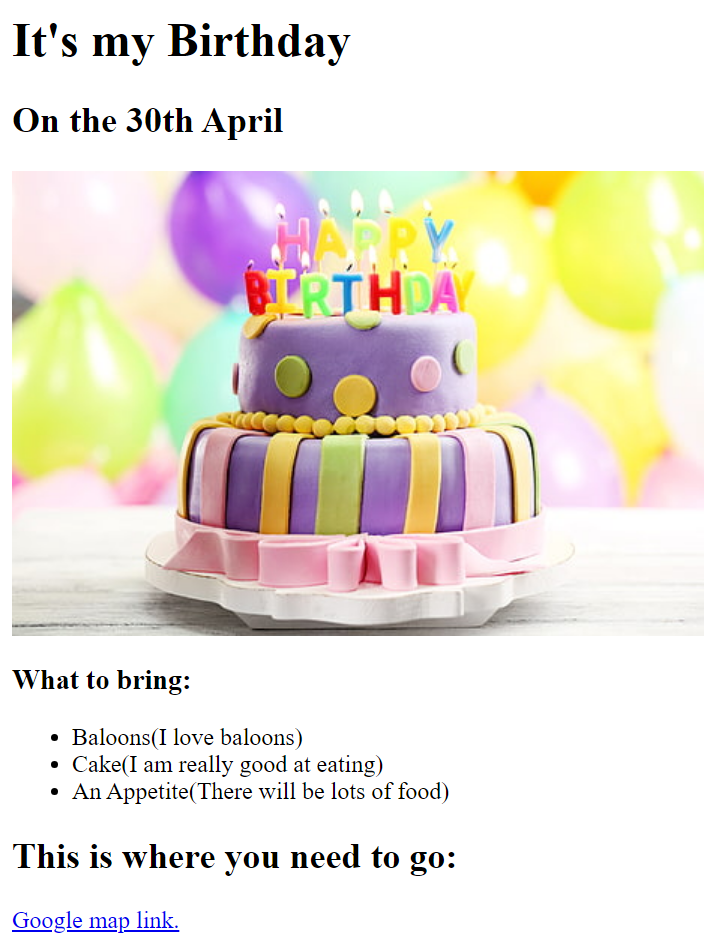 It's my Birthday
On the 30th April
HAPPY
BIRTHDAY
What to bring:
Baloons(I love baloons)
Cake(I am really good at eating)
An Appetite(There will be lots of food)
This is where you need to go:
Google map link.